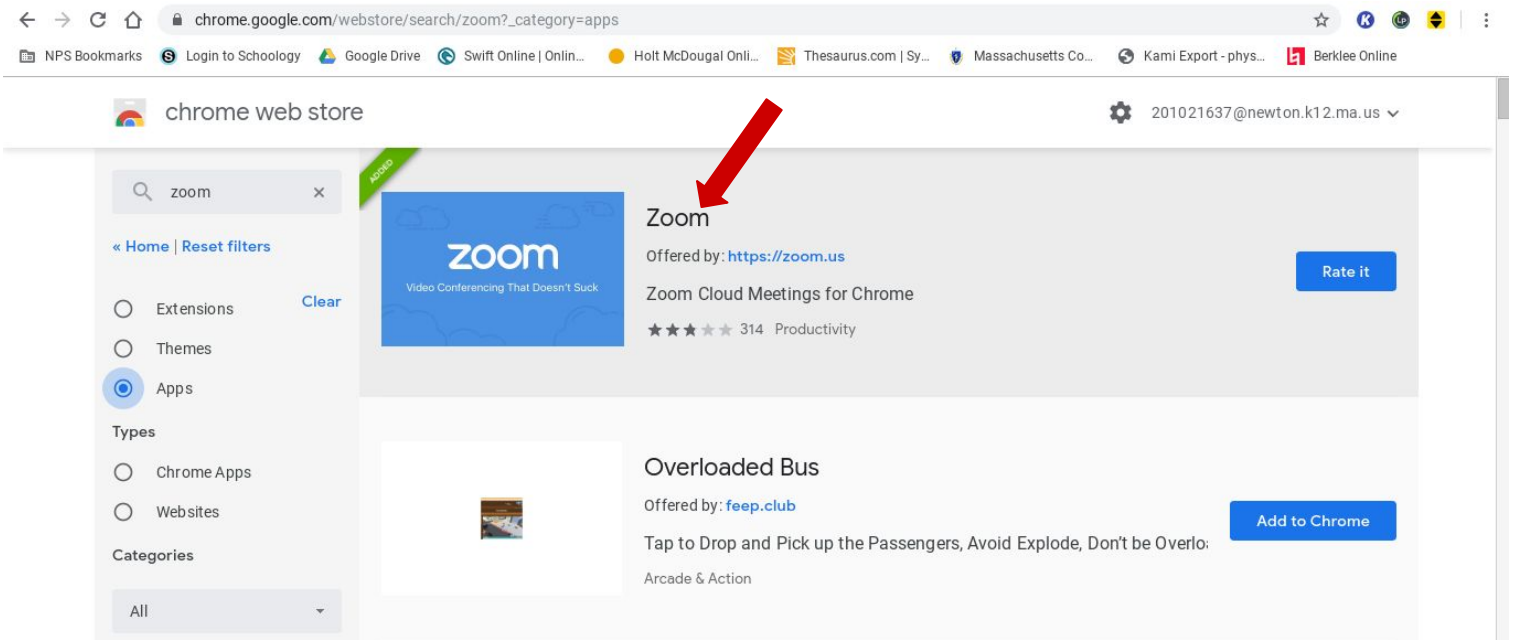 chrome.google.com/webstore/search/zoom?_category=apps
NPS Bookmarks Login to Schoology Google Drive Swift Online | Onlin... Holt McDougal Onli... Thesaurus.com | Sy... Massachusetts Co... Kami Export - phys... Berklee Online
chrome web store 201021637@newton.k12.ma.us
zoom
« Home | Reset filters
Extensions Clear
Themes
Apps
Types
Chrome Apps
Websites
Categories
All
ADDED
zoom
Video Conferencing That Doesn't Suck
Zoom
Offered by: https://zoom.us
Zoom Cloud Meetings for Chrome
314 Productivity
Rate it
Overloaded Bus
Offered by: feep.club
Tap to Drop and Pick up the Passengers, Avoid Explode, Don't be Overlo
Arcade & Action
Add to Chrome